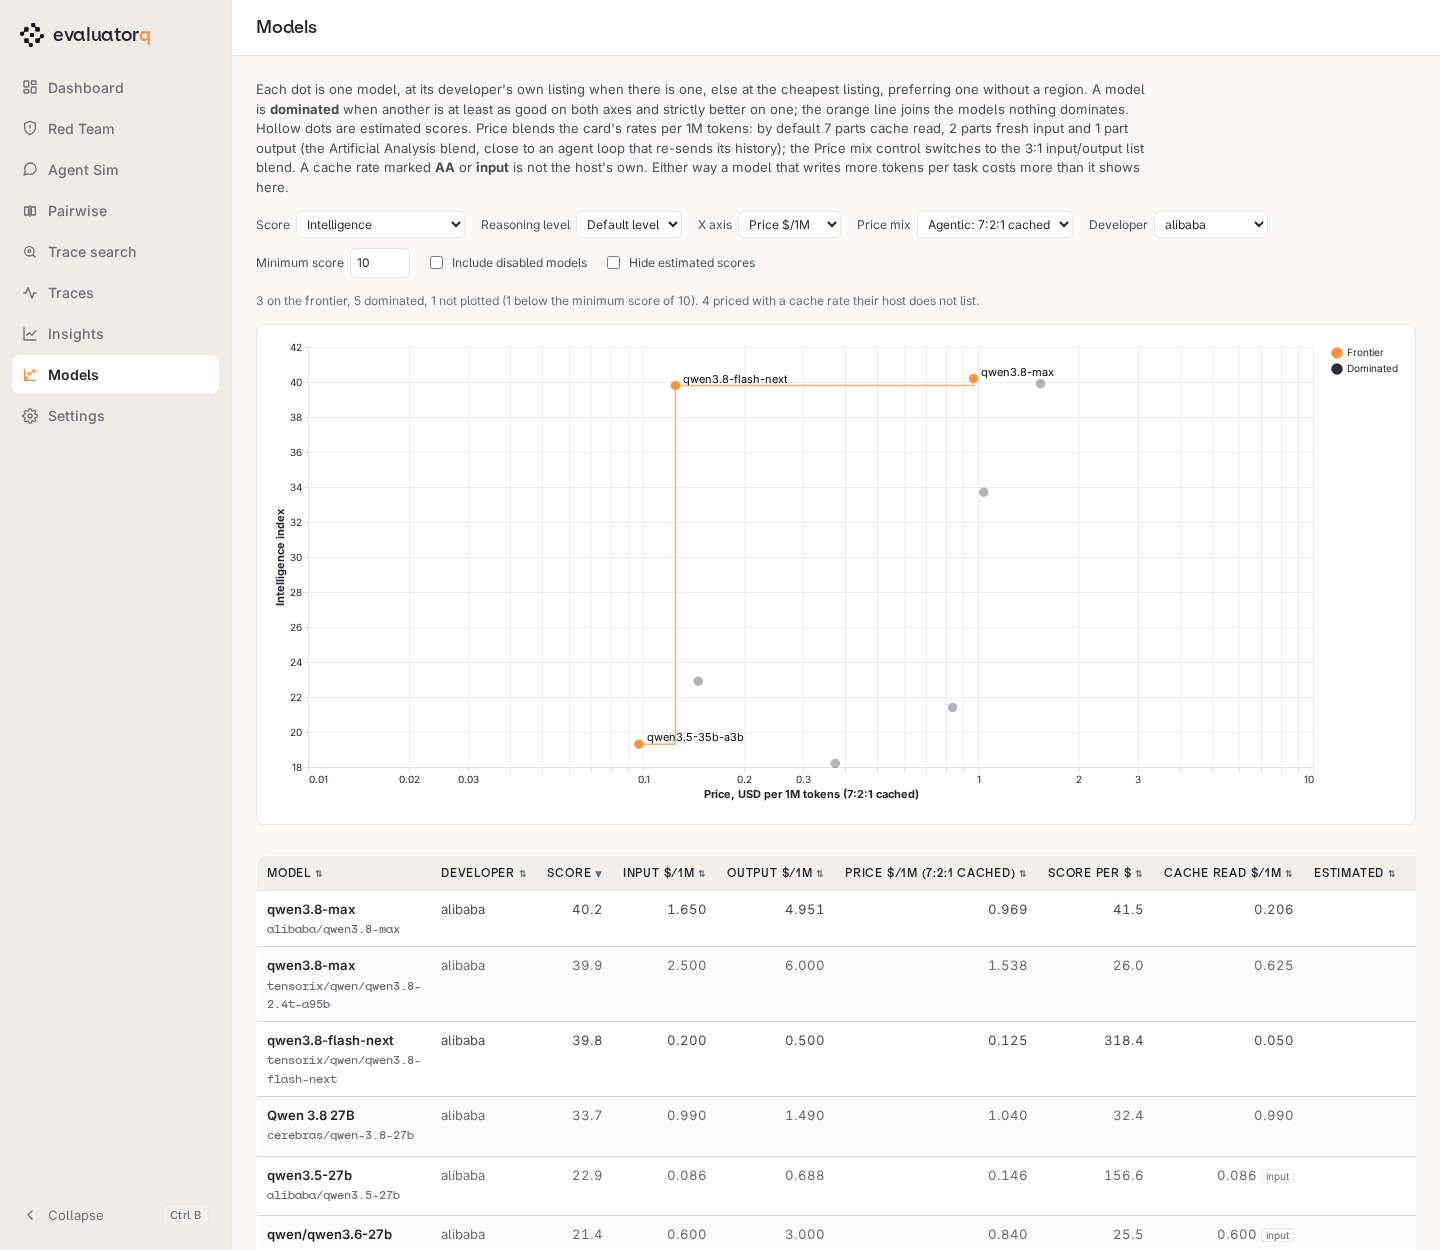 evaluatorq
Dashboard
Red Team
Agent Sim
Pairwise
Trace search
Traces
Insights
Models
Settings
Collapse
Ctrl B
Models
Each dot is one model, at its developer's own listing when there is one, else at the cheapest listing, preferring one without a region. A model
is dominated when another is at least as good on both axes and strictly better on one; the orange line joins the models nothing dominates.
Hollow dots are estimated scores. Price blends the card's rates per 1M tokens: by default 7 parts cache read, 2 parts fresh input and 1 part
output (the Artificial Analysis blend, close to an agent loop that re-sends its history); the Price mix control switches to the 3:1 input/output list
blend. A cache rate marked AA or input is not the host's own. Either way a model that writes more tokens per task costs more than it shows
here.
Score Intelligence Reasoning level Default level X axis Price $/1M Price mix Agentic: 7:2:1 cached Developer alibaba
Minimum score 10 Include disabled models Hide estimated scores
3 on the frontier, 5 dominated, 1 not plotted (1 below the minimum score of 10). 4 priced with a cache rate their host does not list.
Frontier
Dominated
Intelligence index
42
40
38
36
34
32
30
28
26
24
22
20
18
qwen3.8-flash-next
qwen3.8-max
qwen3.5-35b-a3b
0.01 0.02 0.03 0.1 0.2 0.3 1 2 3 10
Price, USD per 1M tokens (7:2:1 cached)
MODEL ⇅ DEVELOPER ⇅ SCORE ▼ INPUT $/1M ⇅ OUTPUT $/1M ⇅ PRICE $/1M (7:2:1 CACHED) ⇅ SCORE PER $ ⇅ CACHE READ $/1M ⇅ ESTIMATED ⇅
qwen3.8-max alibaba 40.2 1.650 4.951 0.969 41.5 0.206
alibaba/qwen3.8-max
qwen3.8-max alibaba 39.9 2.500 6.000 1.538 26.0 0.625
tensorix/qwen/qwen3.8-
2.4t-a95b
qwen3.8-flash-next alibaba 39.8 0.200 0.500 0.125 318.4 0.050
tensorix/qwen/qwen3.8-
flash-next
Qwen 3.8 27B alibaba 33.7 0.990 1.490 1.040 32.4 0.990
cerebras/qwen-3.8-27b
qwen3.5-27b alibaba 22.9 0.086 0.688 0.146 156.6 0.086 input
alibaba/qwen3.5-27b
qwen/qwen3.6-27b alibaba 21.4 0.600 3.000 0.840 25.5 0.600 input